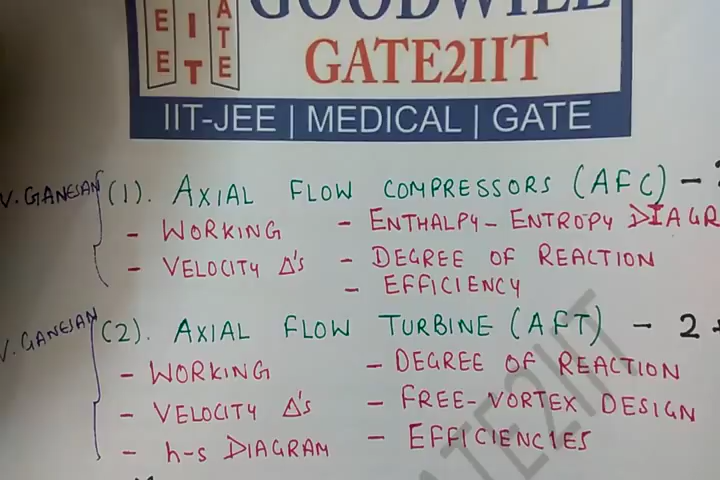 GOODWILL
E I A
E T T E
GATE2IIT
IIT-JEE | MEDICAL | GATE
V. GANESAN (1). AXIAL FLOW COMPRESSORS (AFC) -
- WORKING - ENTHALPY - ENTROPY DIAGR
- VELOCITY Δ's - DEGREE OF REACTION
- EFFICIENCY
V. GANESAN (2). AXIAL FLOW TURBINE (AFT) - 2
- WORKING - DEGREE OF REACTION
- VELOCITY Δ's - FREE-VORTEX DESIGN
- h-s DIAGRAM - EFFICIENCIES
GATE2IIT